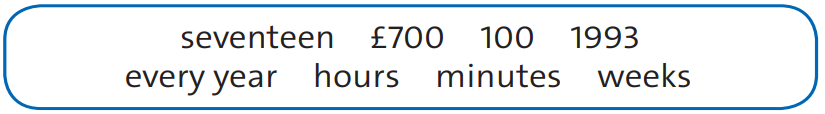 seventeen £700 100 1993
every year hours minutes weeks